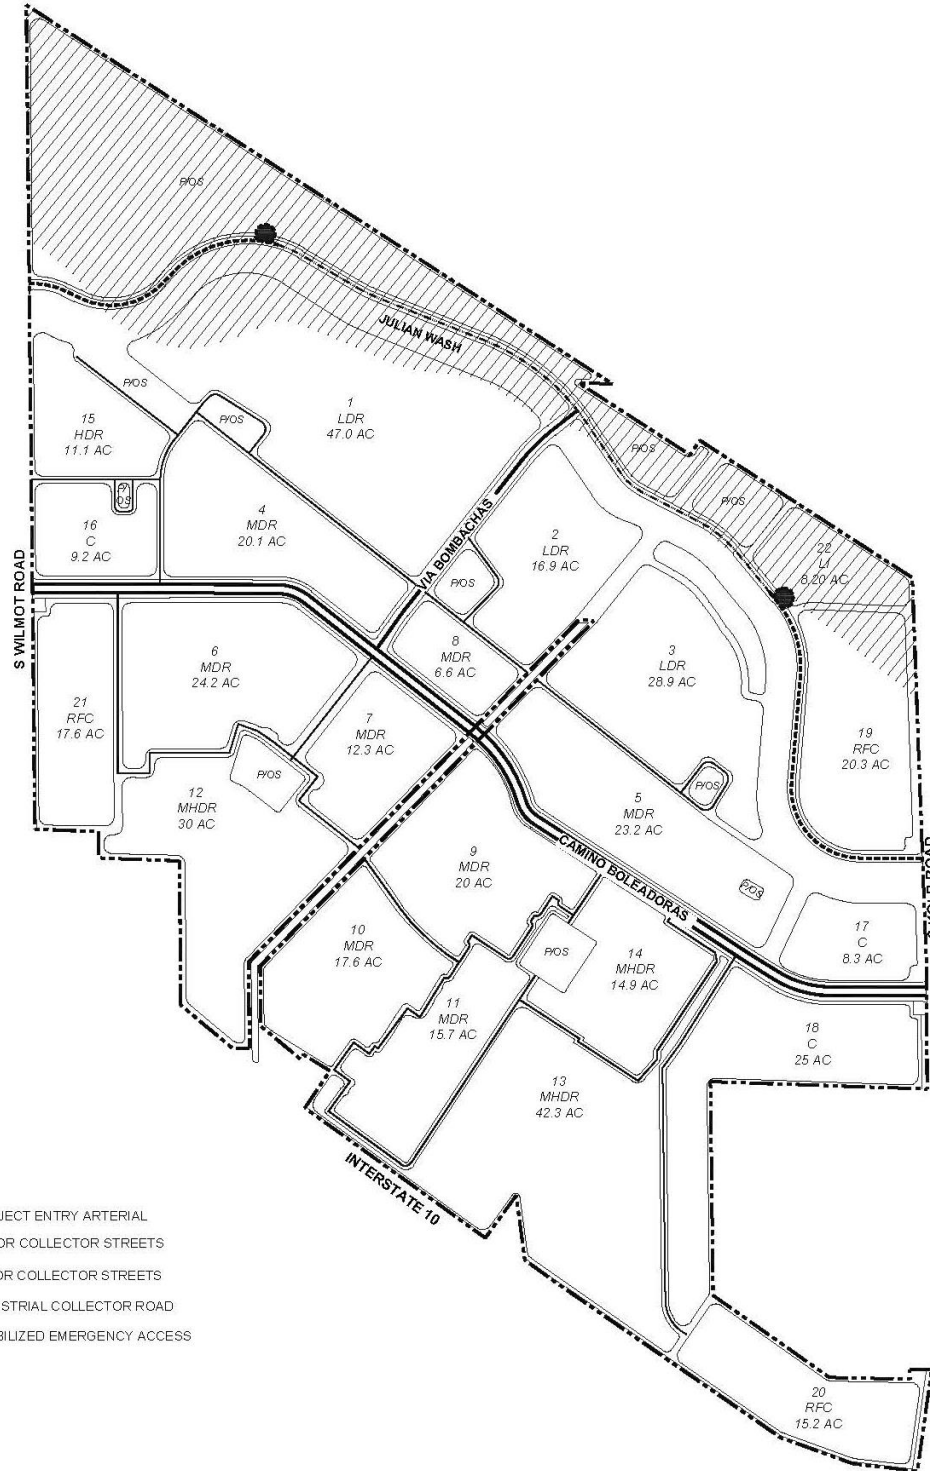 P/OS
JULIAN WASH
P/OS
1
LDR
47.0 AC
P/OS
15
HDR
11.1 AC
P/OS
P/OS
P/
OS
4
MDR
20.1 AC
16
C
9.2 AC
VIA BOMBACHAS
2
LDR
16.9 AC
22
LI
8.20 AC
S WILMOT ROAD
P/OS
8
MDR
6.6 AC
6
MDR
24.2 AC
3
LDR
28.9 AC
21
RFC
17.6 AC
7
MDR
12.3 AC
19
RFC
20.3 AC
P/OS
P/OS
12
MHDR
30 AC
5
MDR
23.2 AC
9
MDR
20 AC
CAMINO BOLEADORAS
P/OS
10
MDR
17.6 AC
17
C
8.3 AC
P/OS
14
MHDR
14.9 AC
11
MDR
15.7 AC
18
C
25 AC
13
MHDR
42.3 AC
INTERSTATE 10
JECT ENTRY ARTERIAL
OR COLLECTOR STREETS
OR COLLECTOR STREETS
STRIAL COLLECTOR ROAD
BILIZED EMERGENCY ACCESS
20
RFC
15.2 AC